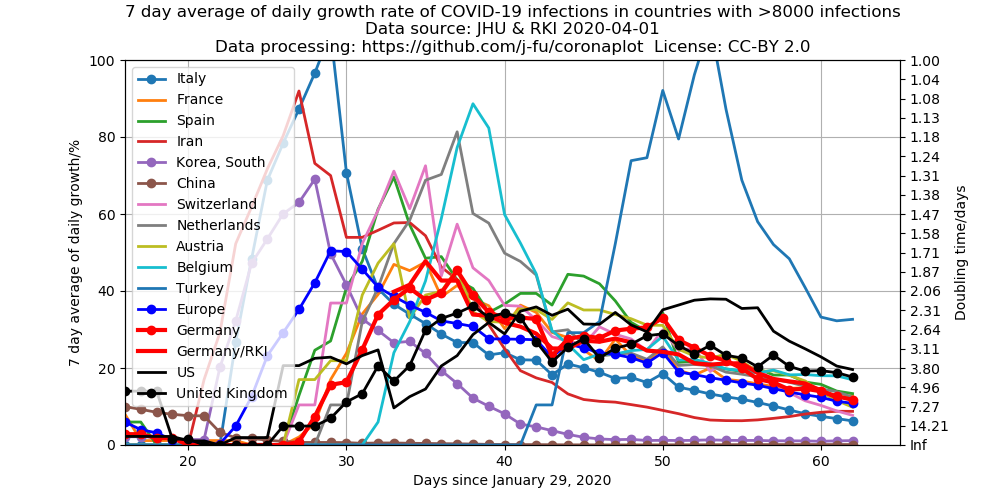 7 day average of daily growth rate of COVID-19 infections in countries with >8000 infections
Data source: JHU & RKI 2020-04-01
Data processing: https://github.com/j-fu/coronaplot License: CC-BY 2.0
7 day average of daily growth/%
100
80
60
40
20
0
Italy
France
Spain
Iran
Korea, South
China
Switzerland
Netherlands
Austria
Belgium
Turkey
Europe
Germany
Germany/RKI
US
United Kingdom
1.00
1.04
1.08
1.13
1.18
1.24
1.31
1.38
1.47
1.58
1.71
1.87
2.06
2.31
2.64
3.11
3.80
4.96
7.27
14.21
Inf
Doubling time/days
20
30
40
50
60
Days since January 29, 2020